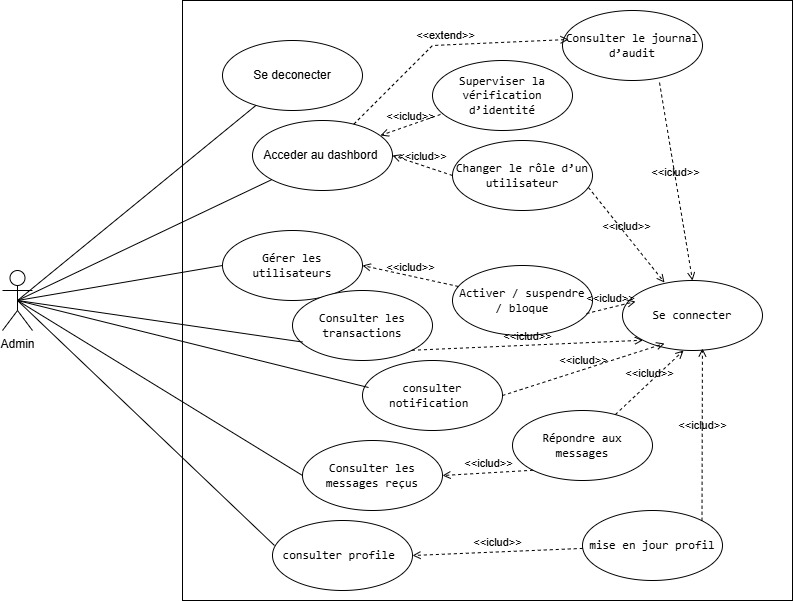 <<extend>>
Consulter le journal
d'audit
Se deconecter
Superviser la
vérification
d'identité
<<iclud>>
Acceder au dashbord
<<iclud>>
Changer le rôle d'un
utilisateur
<<iclud>>
<<iclud>>
Gérer les
utilisateurs
<<iclud>>
Activer / suspendre
/ bloque
<<iclud>>
Se connecter
Consulter les
transactions
<<iclud>>
Admin
<<iclud>>
<<iclud>>
consulter
notification
<<iclud>>
Répondre aux
messages
<<iclud>>
Consulter les
messages reçus
<<iclud>>
mise en jour profil
consulter profile